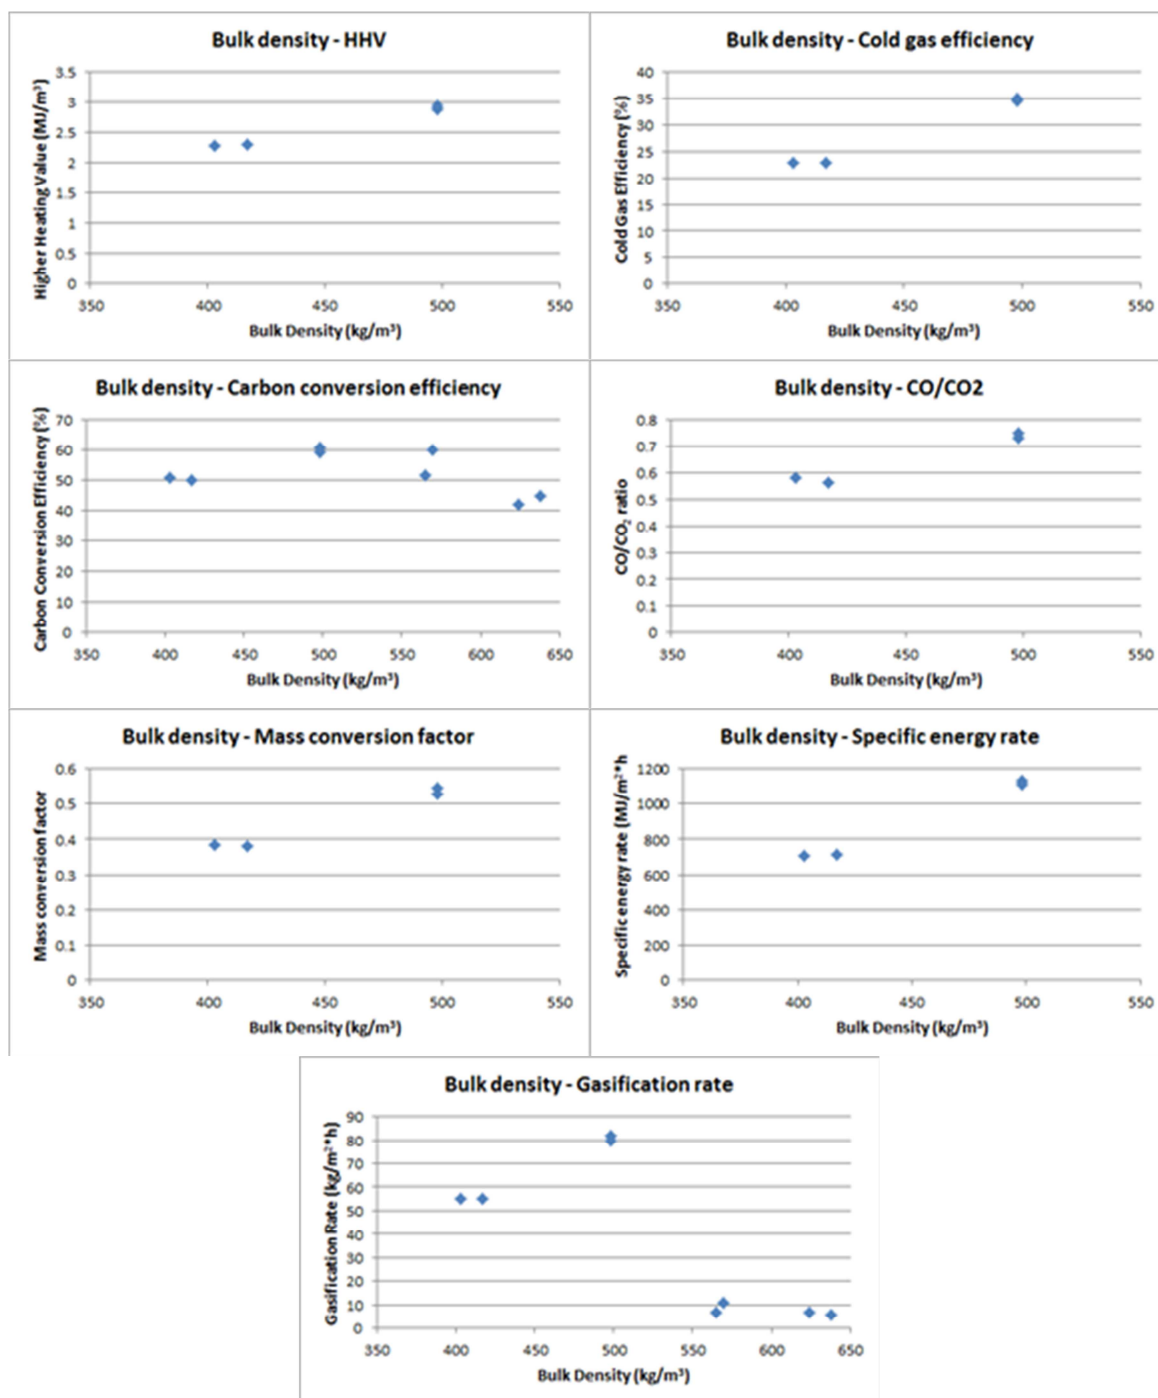 Bulk density - HHV
Higher Heating Value (MJ/m³)
3.5
3
2.5
2
1.5
1
0.5
0
350 400 450 500 550
Bulk Density (kg/m³)
Bulk density - Cold gas efficiency
Cold Gas Efficiency (%)
40
35
30
25
20
15
10
5
0
350 400 450 500 550
Bulk Density (kg/m³)
Bulk density - Carbon conversion efficiency
Carbon Conversion Efficiency (%)
70
60
50
40
30
20
10
0
350 400 450 500 550 600 650
Bulk Density (kg/m³)
Bulk density - CO/CO2
CO/CO₂ ratio
0.8
0.7
0.6
0.5
0.4
0.3
0.2
0.1
0
350 400 450 500 550
Bulk Density (kg/m³)
Bulk density - Mass conversion factor
Mass conversion factor
0.6
0.5
0.4
0.3
0.2
0.1
0
350 400 450 500 550
Bulk Density (kg/m³)
Bulk density - Specific energy rate
Specific energy rate (MJ/m²*h)
1200
1000
800
600
400
200
0
350 400 450 500 550
Bulk Density (kg/m³)
Bulk density - Gasification rate
Gasification Rate (kg/m²*h)
90
80
70
60
50
40
30
20
10
0
350 400 450 500 550 600 650
Bulk Density (kg/m³)